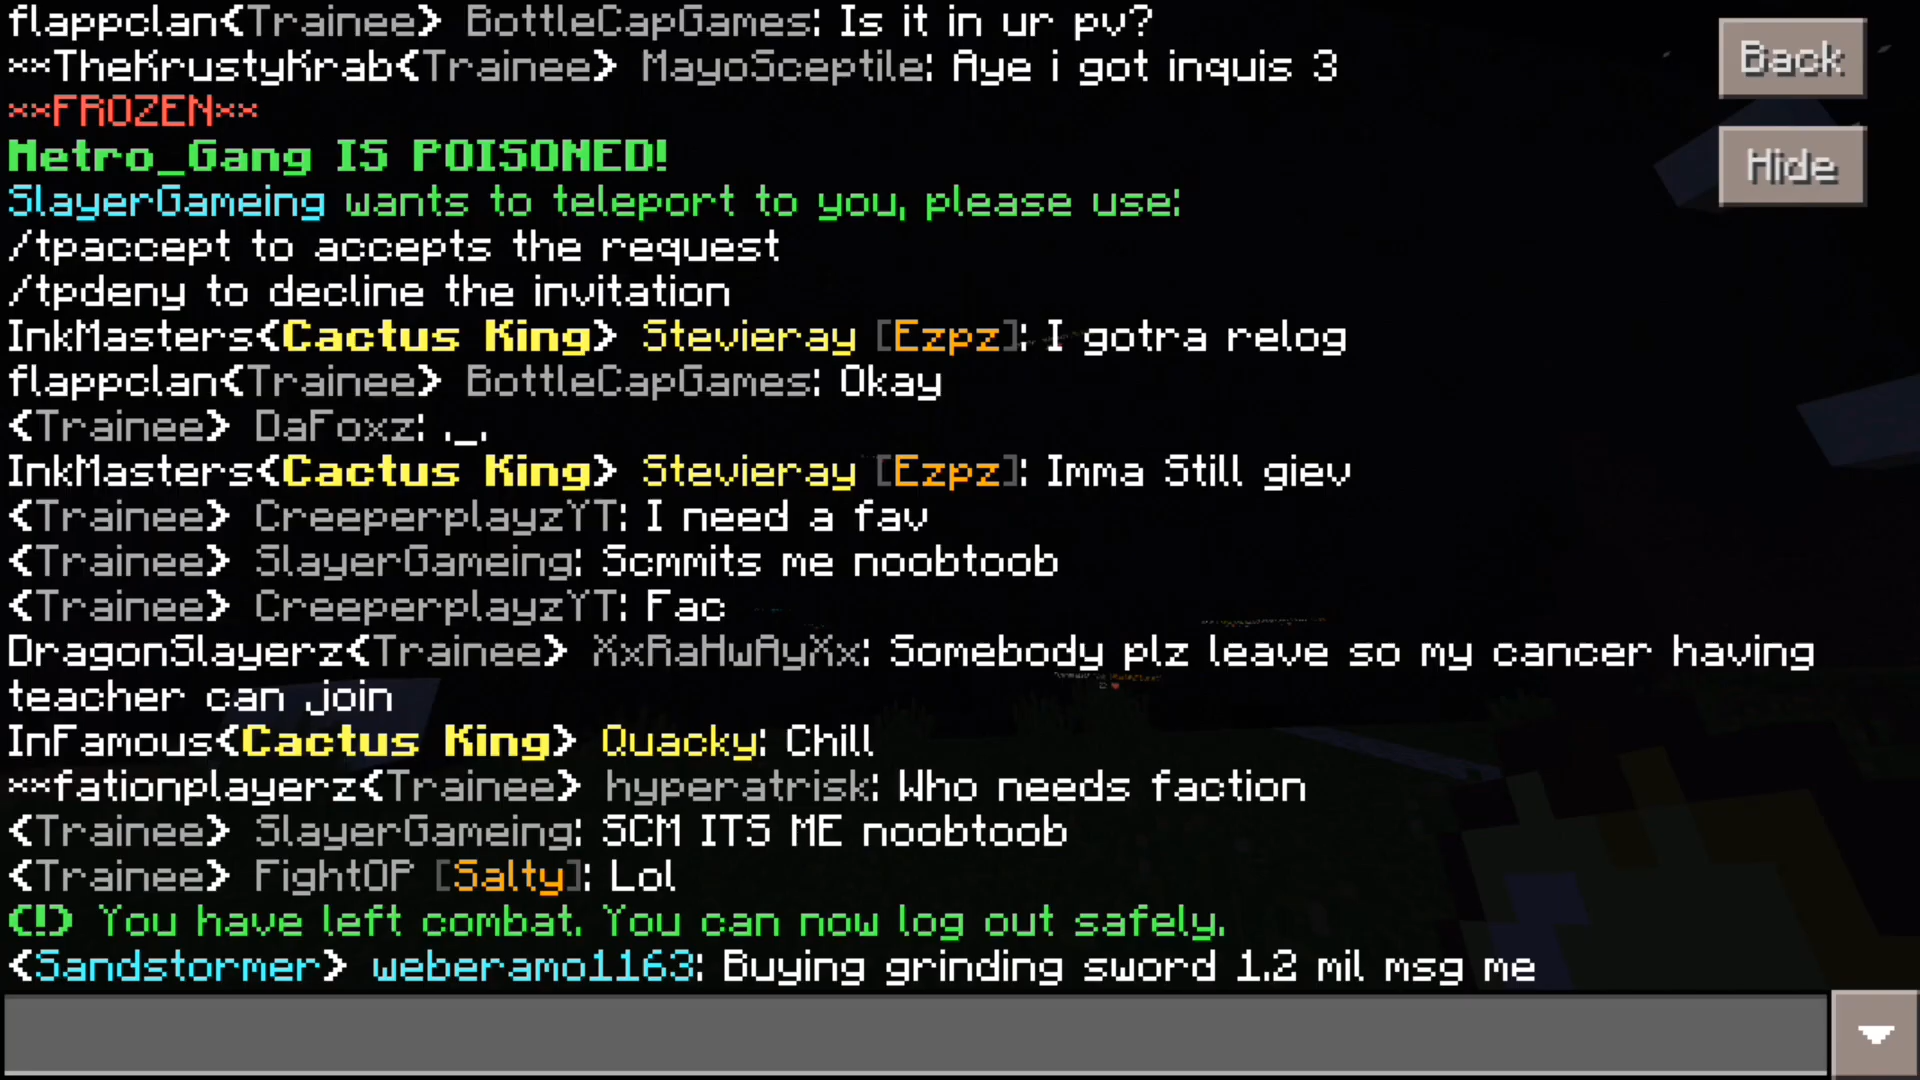 flappclan<Trainee> BottleCapGames: Is it in ur pv?
**TheKrustyKrab<Trainee> MayoSceptile: Aye i got inquis 3
**FROZEN**
Metro_Gang IS POISONED!
SlayerGameing wants to teleport to you, please use:
/tpaccept to accepts the request
/tpdeny to decline the invitation
InkMasters<Cactus King> Stevieray [Ezpz]: I gotra relog
flappclan<Trainee> BottleCapGames: Okay
<Trainee> DaFoxz: ._.
InkMasters<Cactus King> Stevieray [Ezpz]: Imma Still giev
<Trainee> CreeperplayzYT: I need a fav
<Trainee> SlayerGameing: Scmmits me noobtoob
<Trainee> CreeperplayzYT: Fac
DragonSlayerz<Trainee> XxRaHwAyXx: Somebody plz leave so my cancer having
teacher can join
InFamous<Cactus King> Quacky: Chill
**fationplayerz<Trainee> hyperatrisk: Who needs faction
<Trainee> SlayerGameing: SCM ITS ME noobtoob
<Trainee> FightOP [Salty]: Lol
(!) You have left combat. You can now log out safely.
<Sandstormer> weberamo1163: Buying grinding sword 1.2 mil msg me
Back
Hide